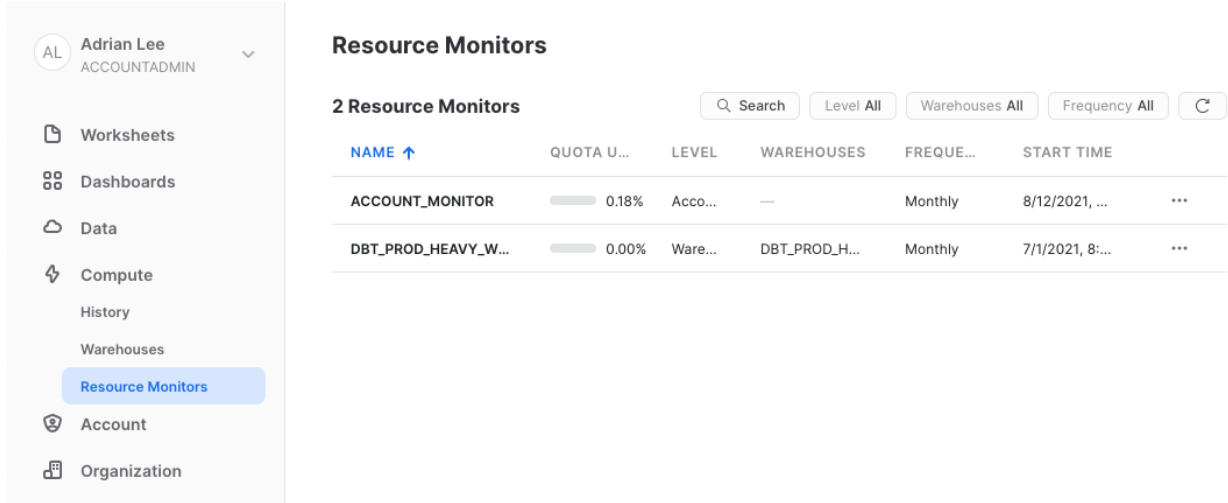 AL
Adrian Lee
ACCOUNTADMIN
Worksheets
Dashboards
Data
Compute
History
Warehouses
Resource Monitors
Account
Organization
Resource Monitors
2 Resource Monitors
Search
Level All
Warehouses All
Frequency All
NAME QUOTA U... LEVEL WAREHOUSES FREQUE... START TIME
ACCOUNT_MONITOR 0.18% Acco... — Monthly 8/12/2021, ... •••
DBT_PROD_HEAVY_W... 0.00% Ware... DBT_PROD_H... Monthly 7/1/2021, 8:... •••